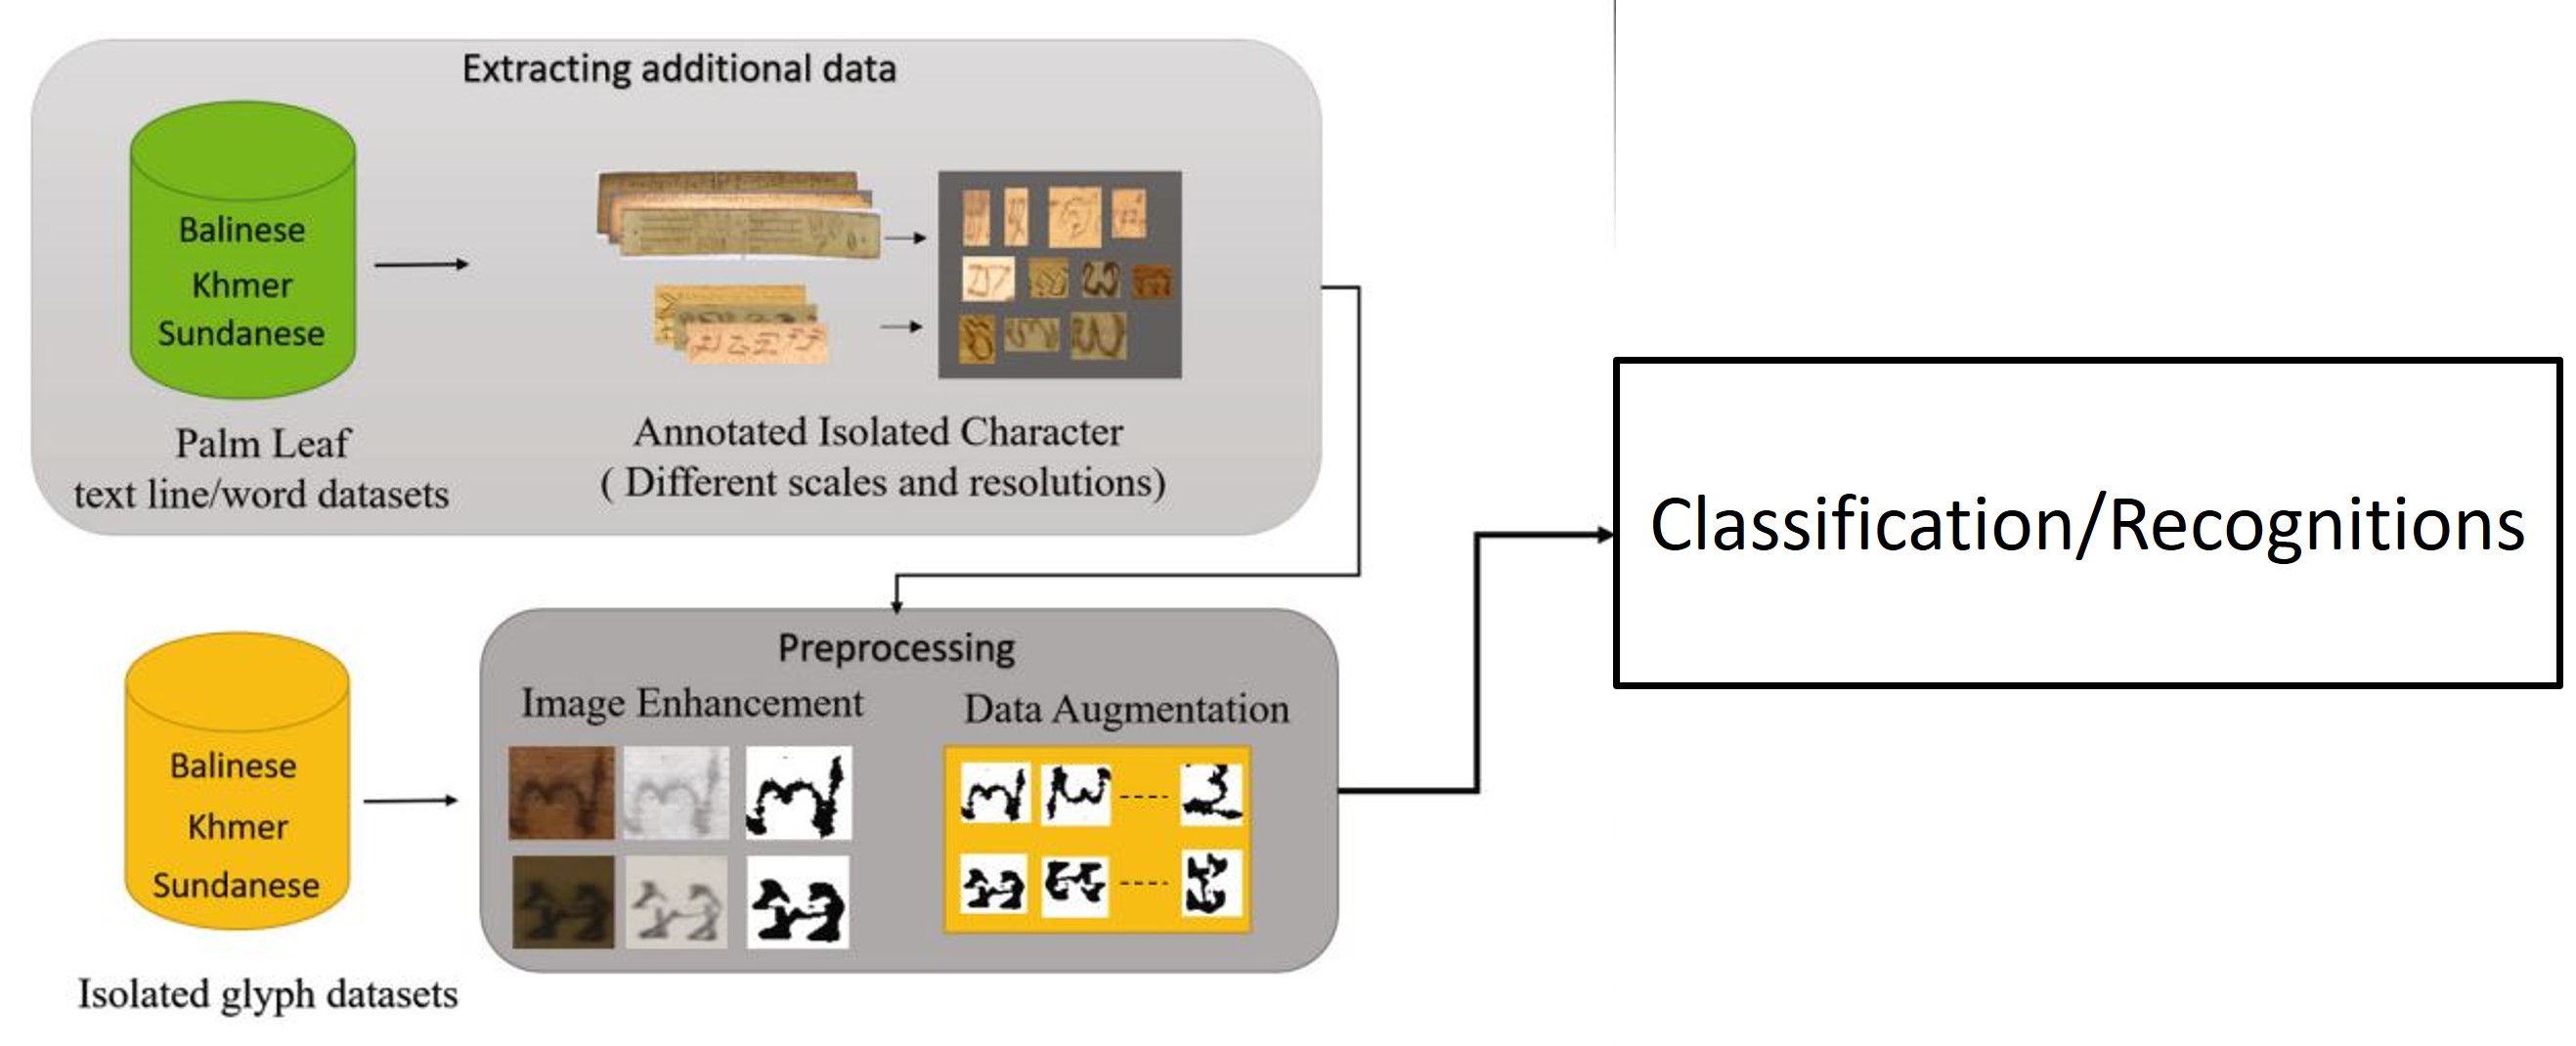 Extracting additional data
Balinese
Khmer
Sundanese
Palm Leaf
text line/word datasets
Annotated Isolated Character
( Different scales and resolutions)
Classification/Recognitions
Preprocessing
Image Enhancement
Data Augmentation
Balinese
Khmer
Sundanese
Isolated glyph datasets